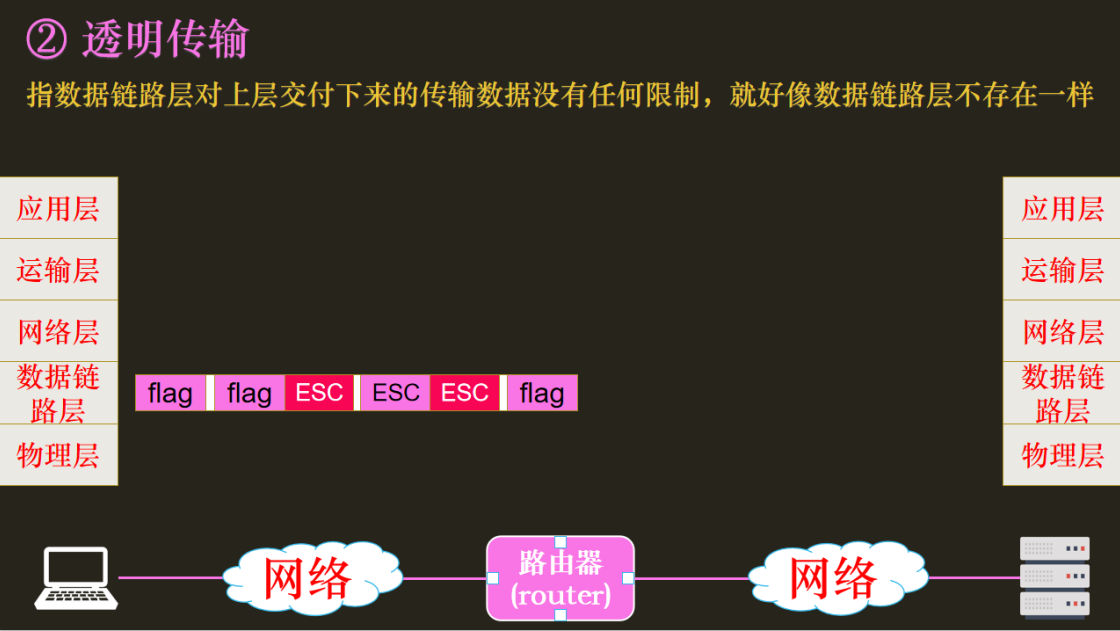 ② 透明传输
指数据链路层对上层交付下来的传输数据没有任何限制，就好像数据链路层不存在一样
应用层
运输层
网络层
数据链
路层
物理层
flag flag ESC ESC ESC flag
应用层
运输层
网络层
数据链
路层
物理层
网络
路由器
(router)
网络